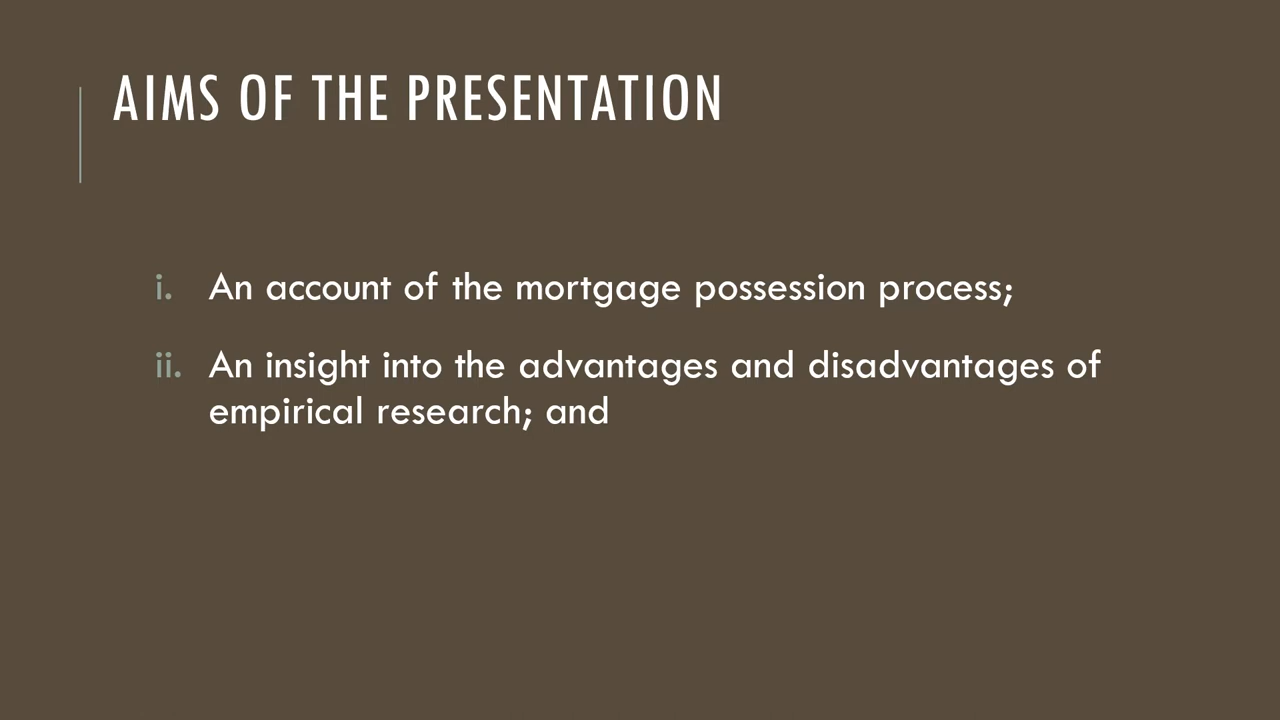 AIMS OF THE PRESENTATION
i. An account of the mortgage possession process;
ii. An insight into the advantages and disadvantages of
empirical research; and